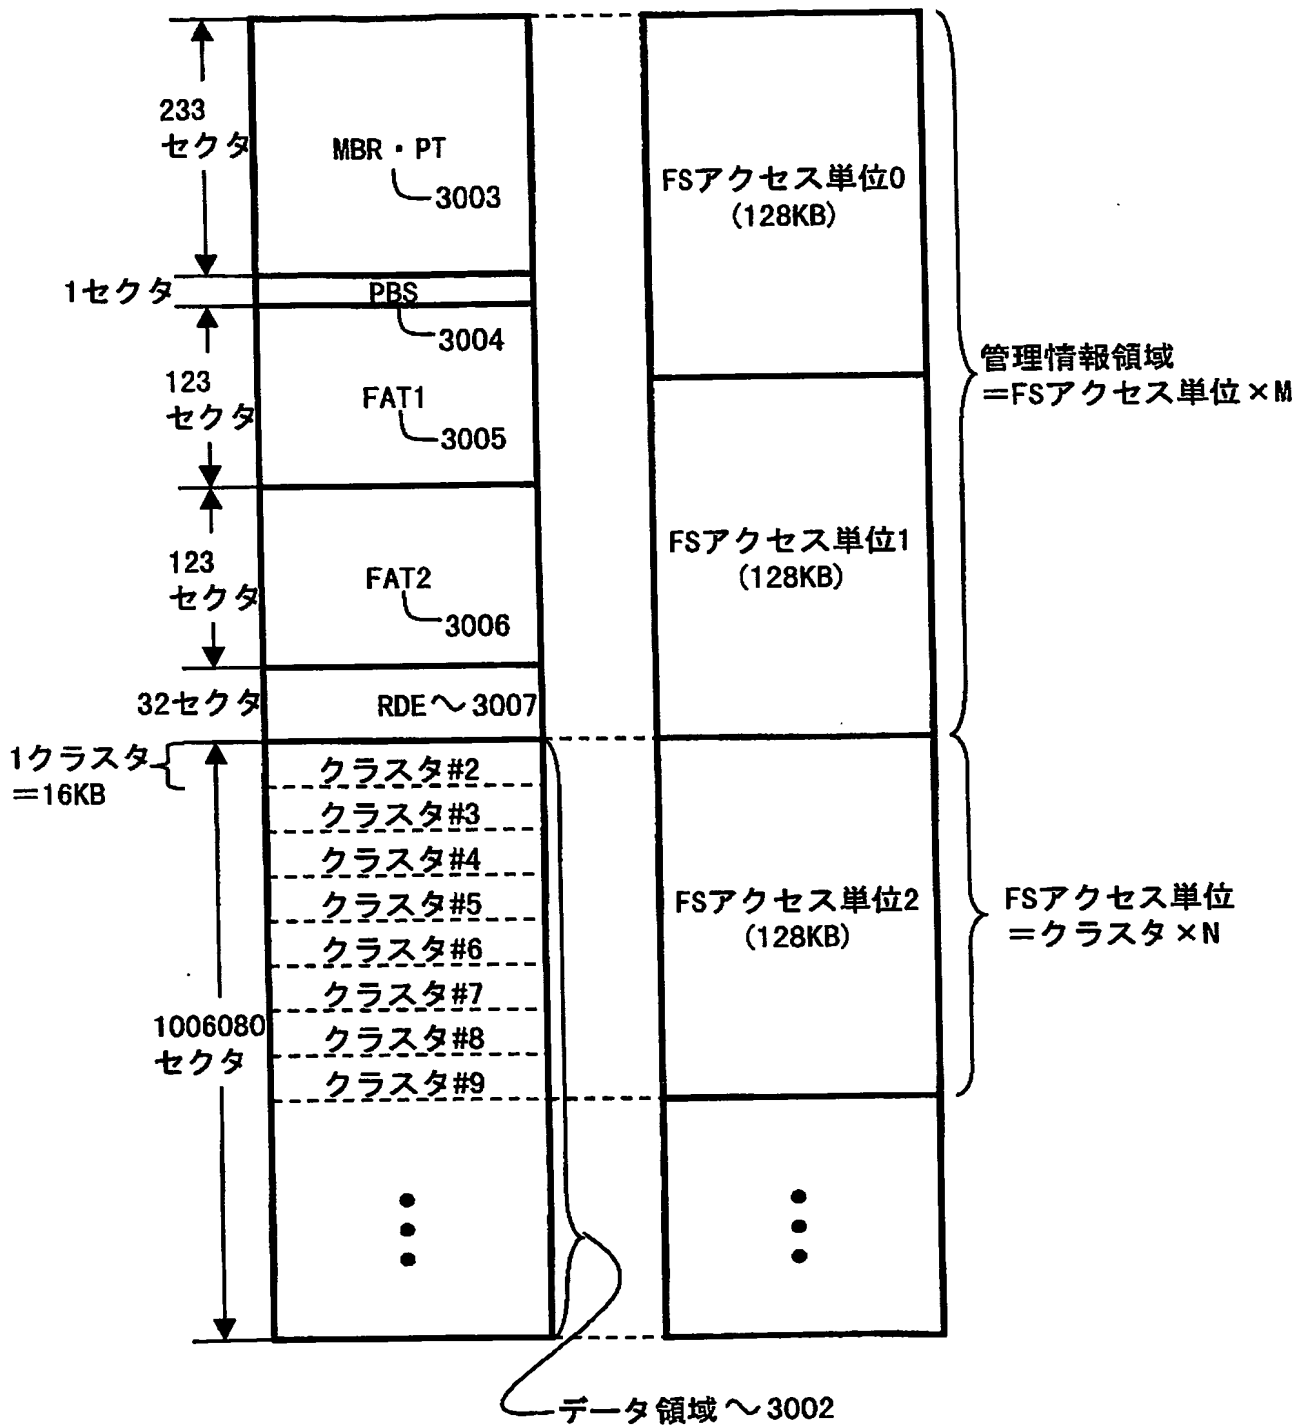 233
セクタ
MBR・PT
3003
FSアクセス単位0
(128KB)
1セクタ
PBS
3004
123
セクタ
FAT1
3005
管理情報領域
＝FSアクセス単位×M
FSアクセス単位1
(128KB)
123
セクタ
FAT2
3006
32セクタ
RDE～3007
1クラスタ
＝16KB
クラスタ#2
クラスタ#3
クラスタ#4
クラスタ#5
クラスタ#6
クラスタ#7
クラスタ#8
クラスタ#9
FSアクセス単位2
(128KB)
FSアクセス単位
＝クラスタ×N
1006080
セクタ
データ領域～3002